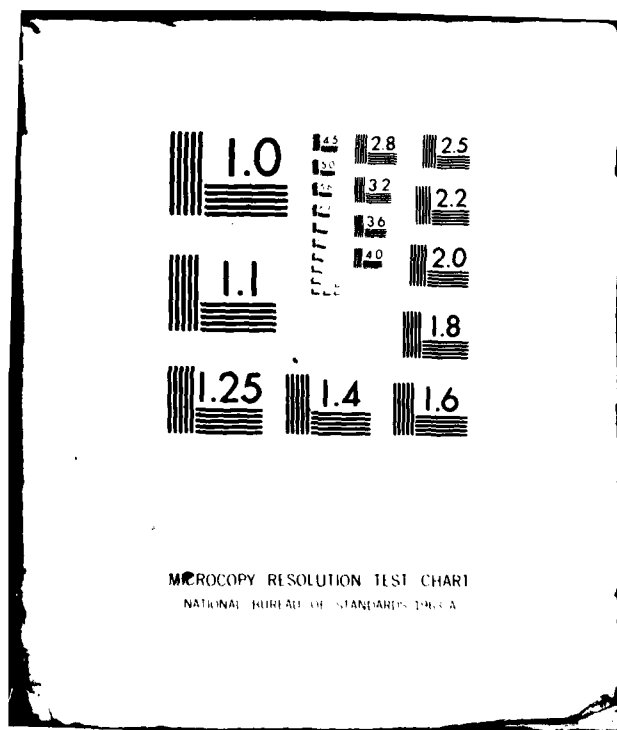 1.0
4.5 2.8 2.5
5.0
3.2 2.2
3.6
1.1 4.0 2.0
1.8
1.25 1.4 1.6
MICROCOPY RESOLUTION TEST CHART
NATIONAL BUREAU OF STANDARDS 1963 A